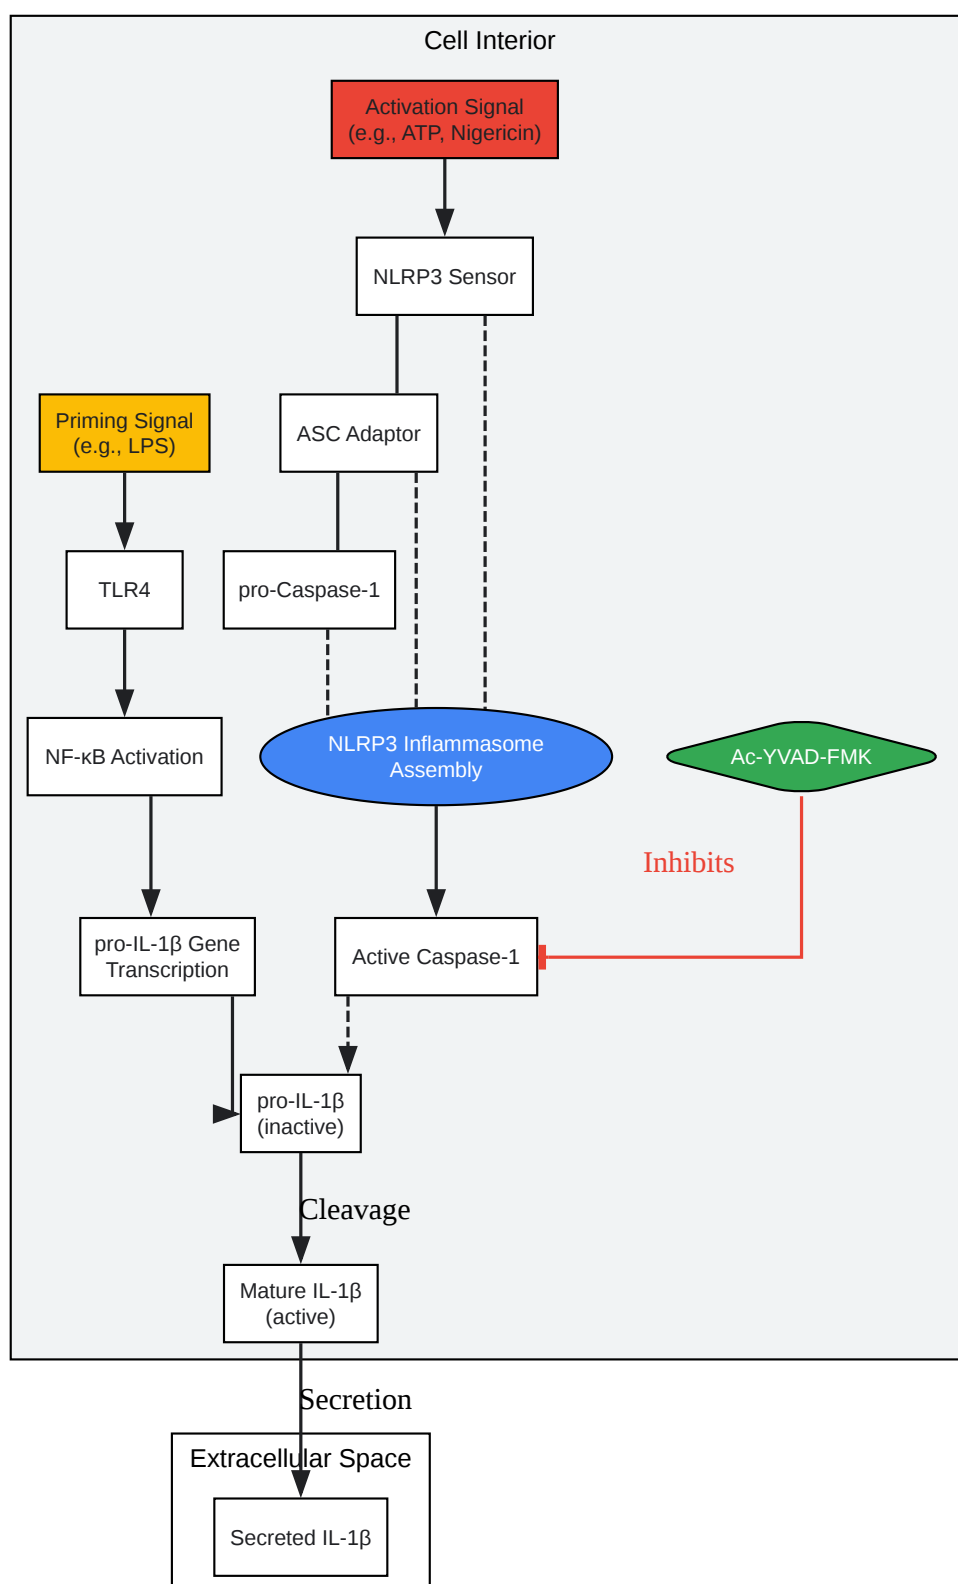 Cell Interior
Activation Signal
(e.g., ATP, Nigericin)
NLRP3 Sensor
Priming Signal
(e.g., LPS)
ASC Adaptor
TLR4
pro-Caspase-1
NF-κB Activation
NLRP3 Inflammasome
Assembly
Ac-YVAD-FMK
Inhibits
pro-IL-1β Gene
Transcription
Active Caspase-1
pro-IL-1β
(inactive)
Cleavage
Mature IL-1β
(active)
Secretion
Extracellular Space
Secreted IL-1β